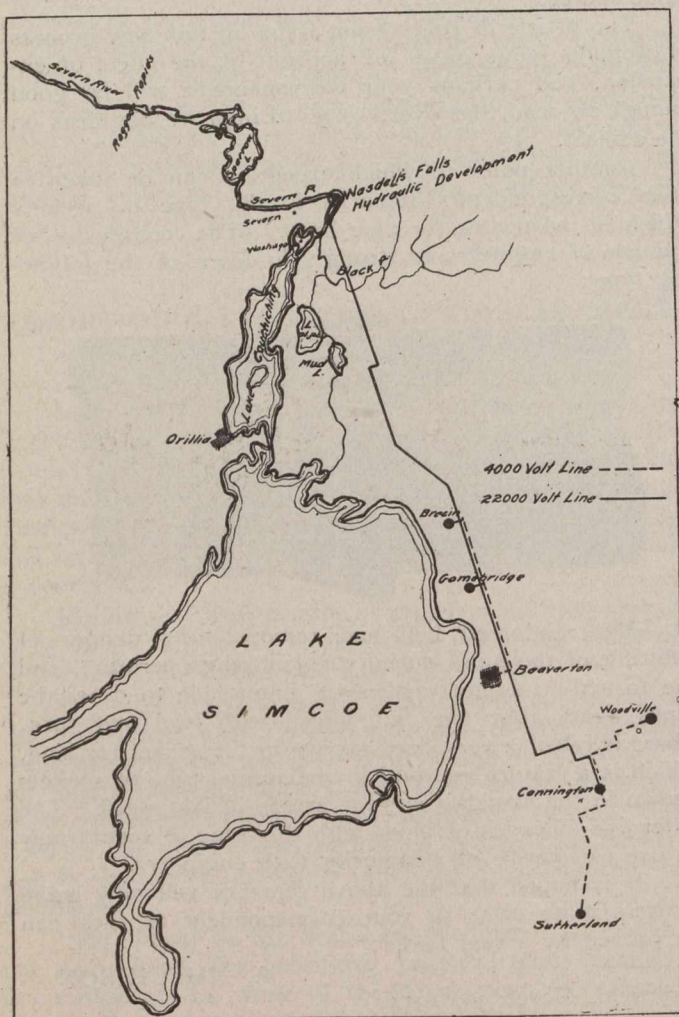 Severn River
Ragged Rapids
Severn R.
Severn
Wasdell's Falls
Hydraulic Development
Washago
Black R.
Lake Couchiching
Mud
L.
Orillia
4000 Volt Line
22000 Volt Line
Brezin
Gamebridge
LAKE
SIMCOE
Beaverton
Woodville
Cannington
Sutherland